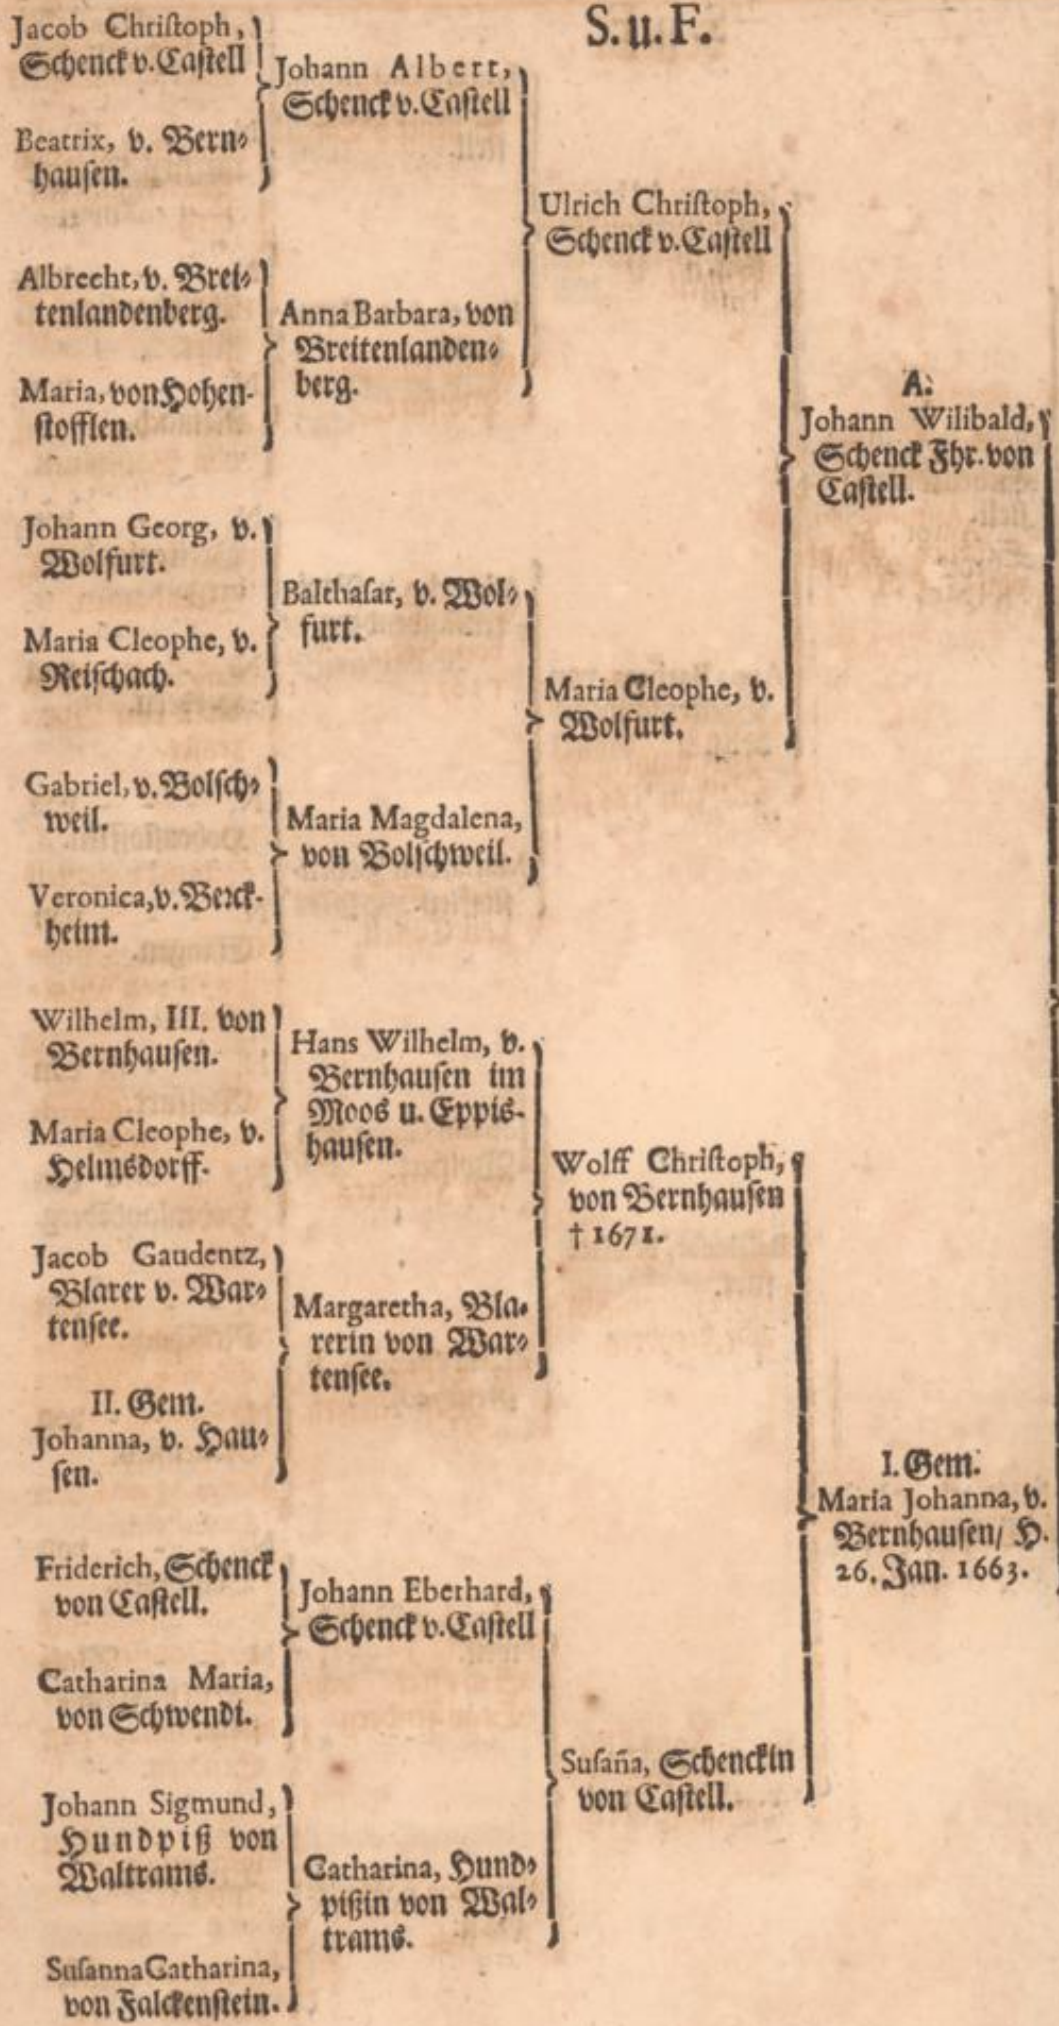 S. u. F.
Jacob Chriſtoph,
Schenck v. Caſtell
Beatrix, v. Bern⸗
hauſen.
Albrecht, v. Brei⸗
tenlandenberg.
Maria, von Hohen-
ſtofflen.
Johann Georg, v.
Wolfurt.
Maria Cleophe, v.
Reiſchach.
Gabriel, v. Bolſch⸗
weil.
Veronica, v. Berck-
heim.
Wilhelm, III. von
Bernhauſen.
Maria Cleophe, v.
Helmsdorff.
Jacob Gaudentz,
Blarer v. War⸗
tenſee.
II. Gem.
Johanna, v. Hau⸗
ſen.
Friderich, Schenck
von Caſtell.
Catharina Maria,
von Schwendi.
Johann Sigmund,
Hundpiß von
Waltrams.
Suſanna Catharina,
von Falckenſtein.
Johann Albert,
Schenck v. Caſtell
Anna Barbara, von
Breitenlanden⸗
berg.
Balthaſar, v. Wol⸗
furt.
Maria Magdalena,
von Bolſchweil.
Hans Wilhelm, v.
Bernhauſen im
Moos u. Eppis-
hauſen.
Margaretha, Bla⸗
rerin von War⸗
tenſee.
Johann Eberhard,
Schenck v. Caſtell
Catharina, Hund⸗
pißin von Wal⸗
trams.
Ulrich Chriſtoph,
Schenck v. Caſtell
Maria Cleophe, v.
Wolfurt.
Wolff Chriſtoph,
von Bernhauſen
† 1671.
Suſan̄a, Schenckin
von Caſtell.
A.
Johann Wilibald,
Schenck Fhr. von
Caſtell.
I. Gem.
Maria Johanna, v.
Bernhauſen/ H.
26. Jan. 1663.